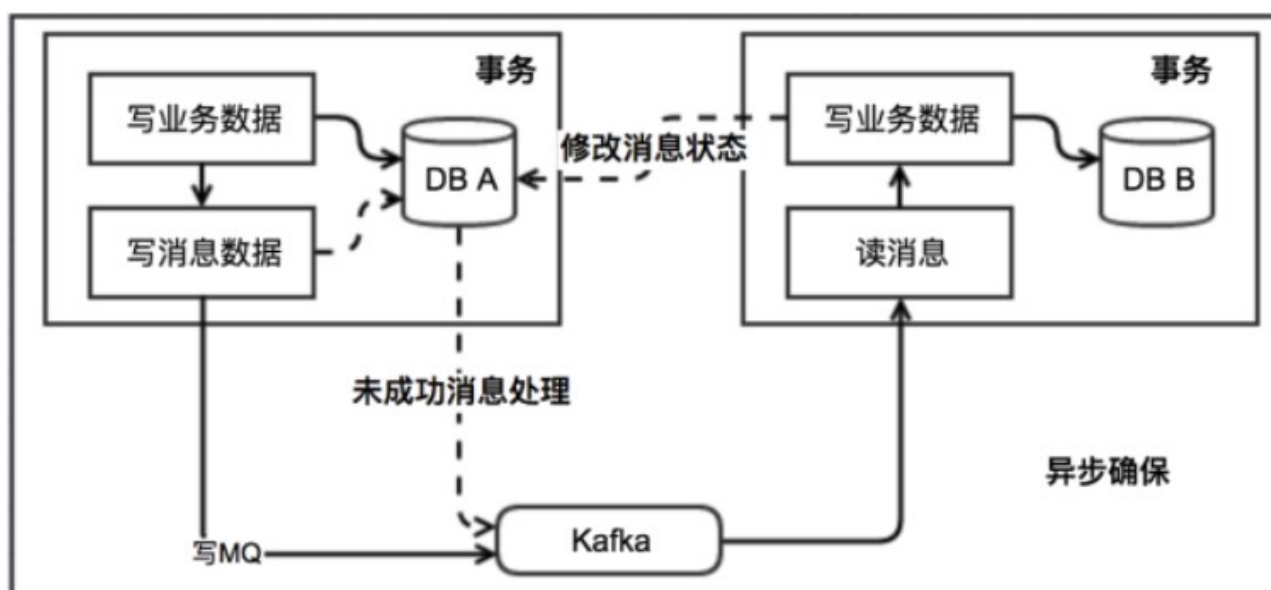 事务
事务
写业务数据
写业务数据
修改消息状态
DB A
DB B
写消息数据
读消息
未成功消息处理
异步确保
Kafka
写MQ